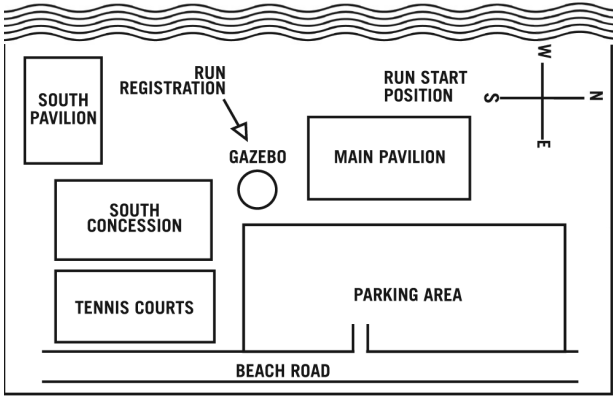 RUN
REGISTRATION
RUN START
POSITION
W
S
N
E
SOUTH
PAVILION
GAZEBO
MAIN PAVILION
SOUTH
CONCESSION
TENNIS COURTS
PARKING AREA
BEACH ROAD